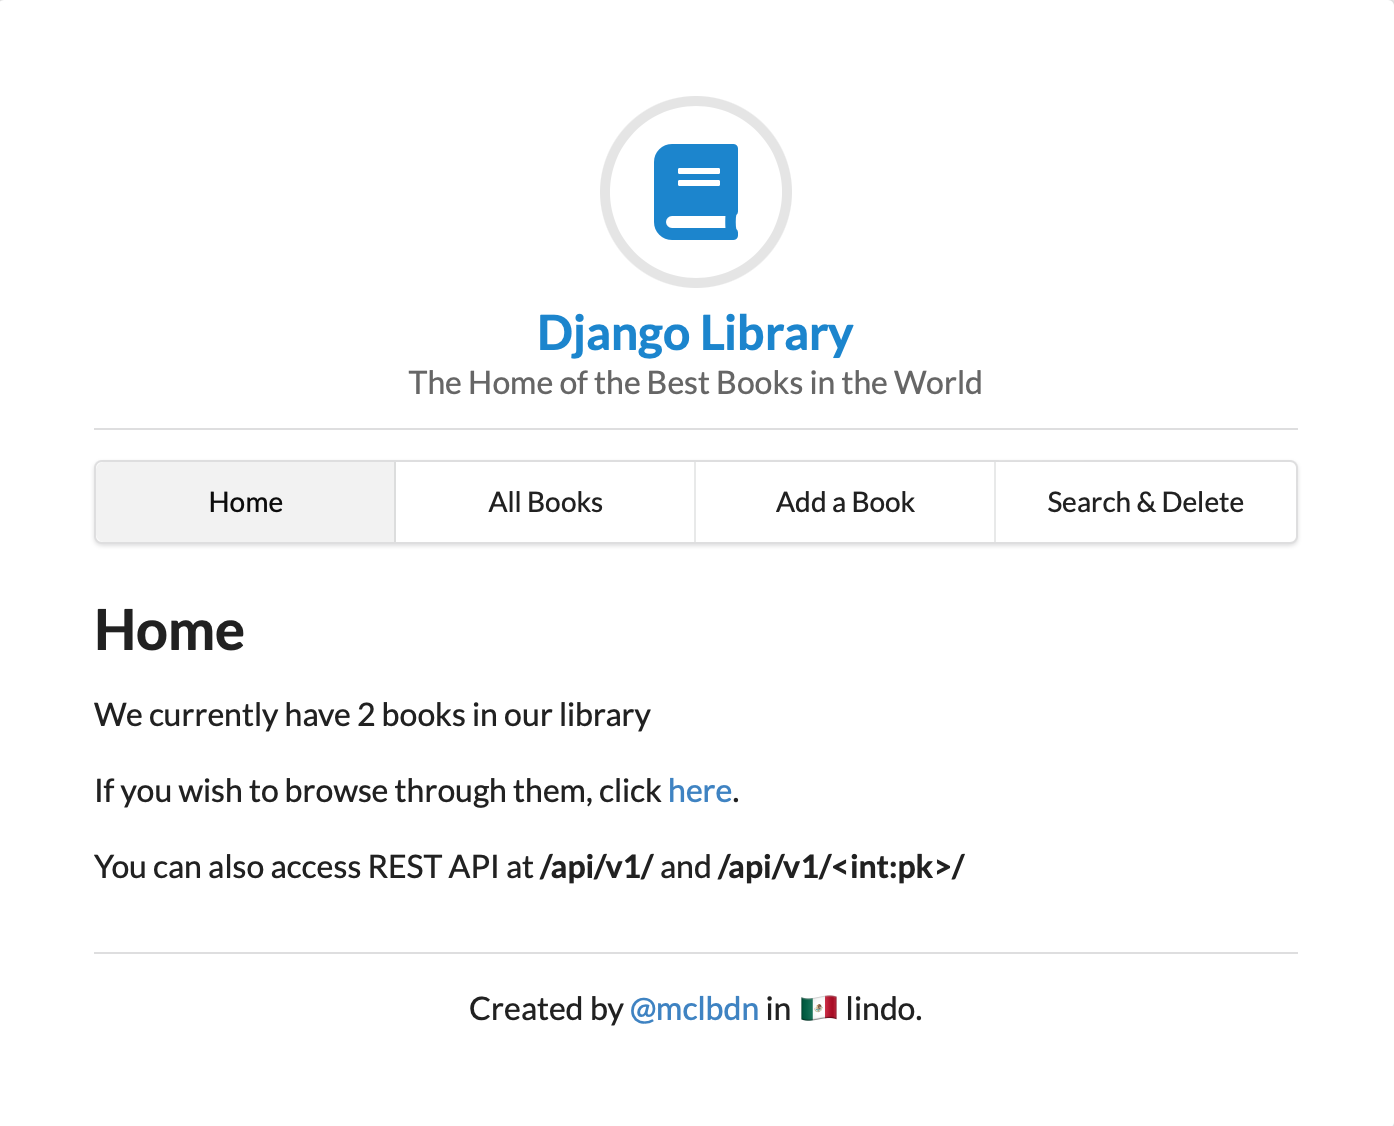 Django Library
The Home of the Best Books in the World
Home
All Books
Add a Book
Search & Delete
Home
We currently have 2 books in our library
If you wish to browse through them, click here.
You can also access REST API at /api/v1/ and /api/v1/<int:pk>/
Created by @mclbdn in 🇲🇽 lindo.